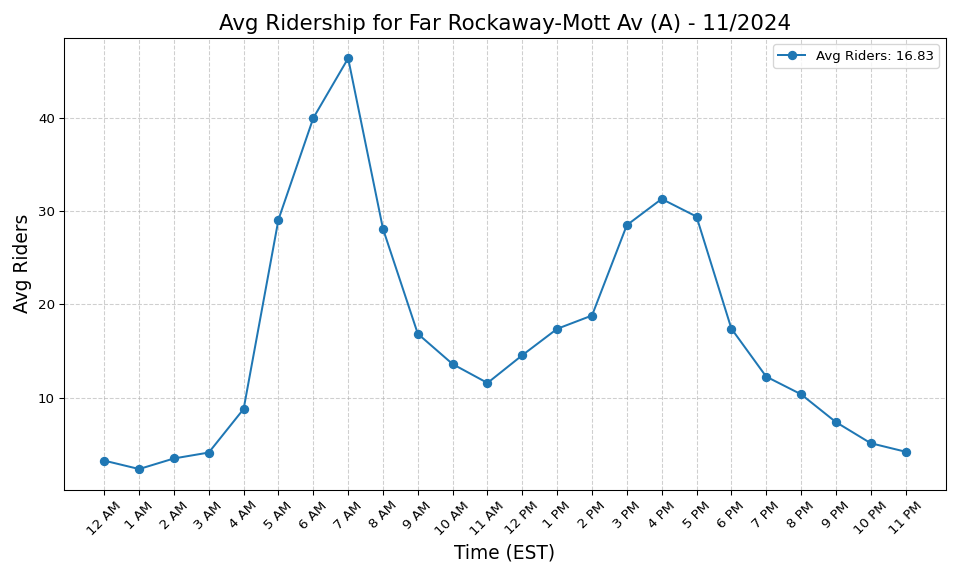 Avg Ridership for Far Rockaway-Mott Av (A) - 11/2024
Avg Riders: 16.83
Avg Riders
40
30
20
10
12 AM
1 AM
2 AM
3 AM
4 AM
5 AM
6 AM
7 AM
8 AM
9 AM
10 AM
11 AM
12 PM
1 PM
2 PM
3 PM
4 PM
5 PM
6 PM
7 PM
8 PM
9 PM
10 PM
11 PM
Time (EST)